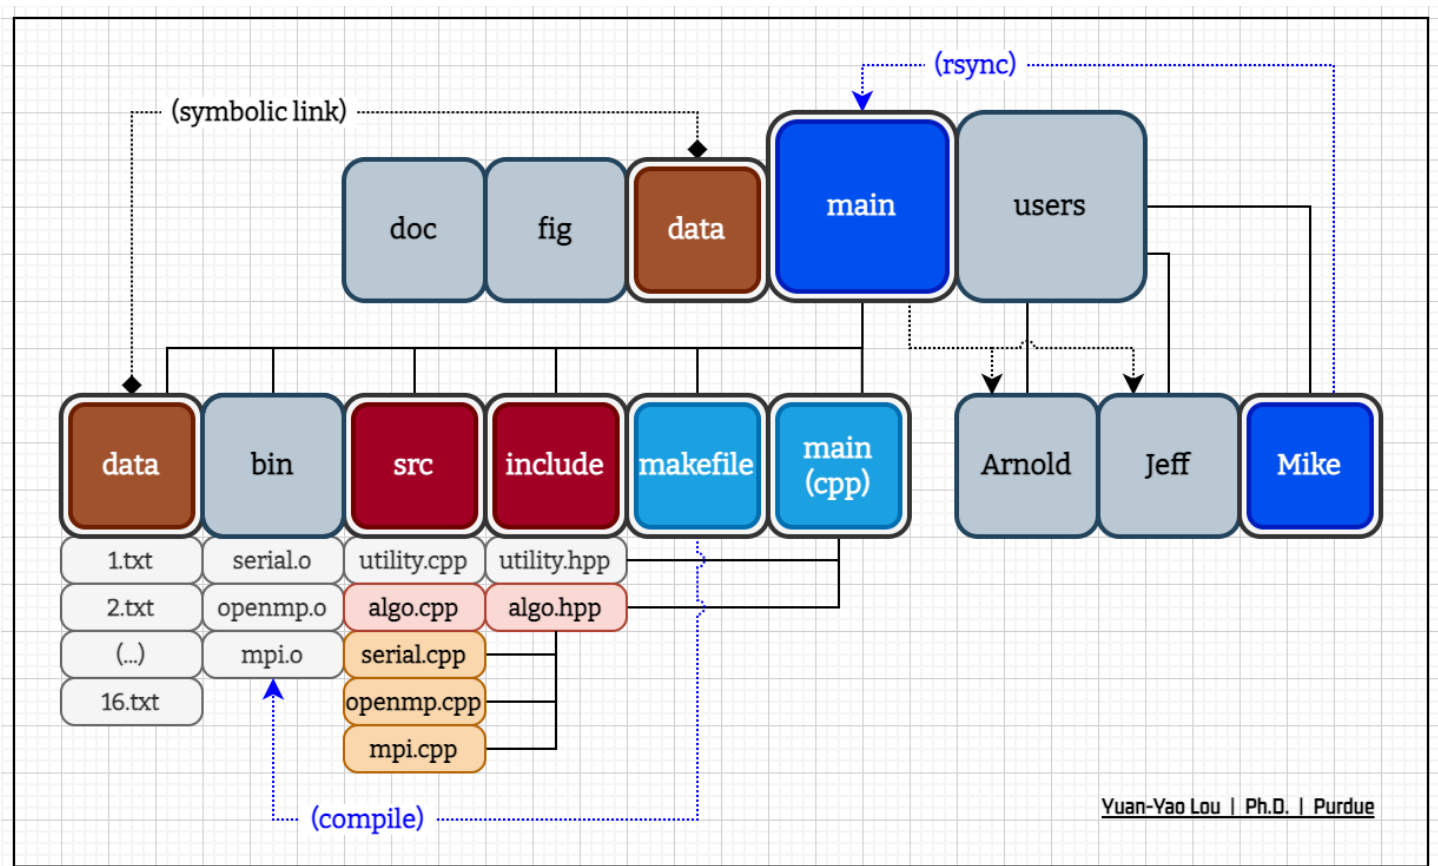 (rsync)
(symbolic link)
doc
fig
data
main
users
data
bin
src
include
makefile
main
(cpp)
Arnold
Jeff
Mike
1.txt
serial.o
utility.cpp
utility.hpp
2.txt
openmp.o
algo.cpp
algo.hpp
(...)
mpi.o
serial.cpp
16.txt
openmp.cpp
mpi.cpp
(compile)
Yuan-Yao Lou | Ph.D. | Purdue